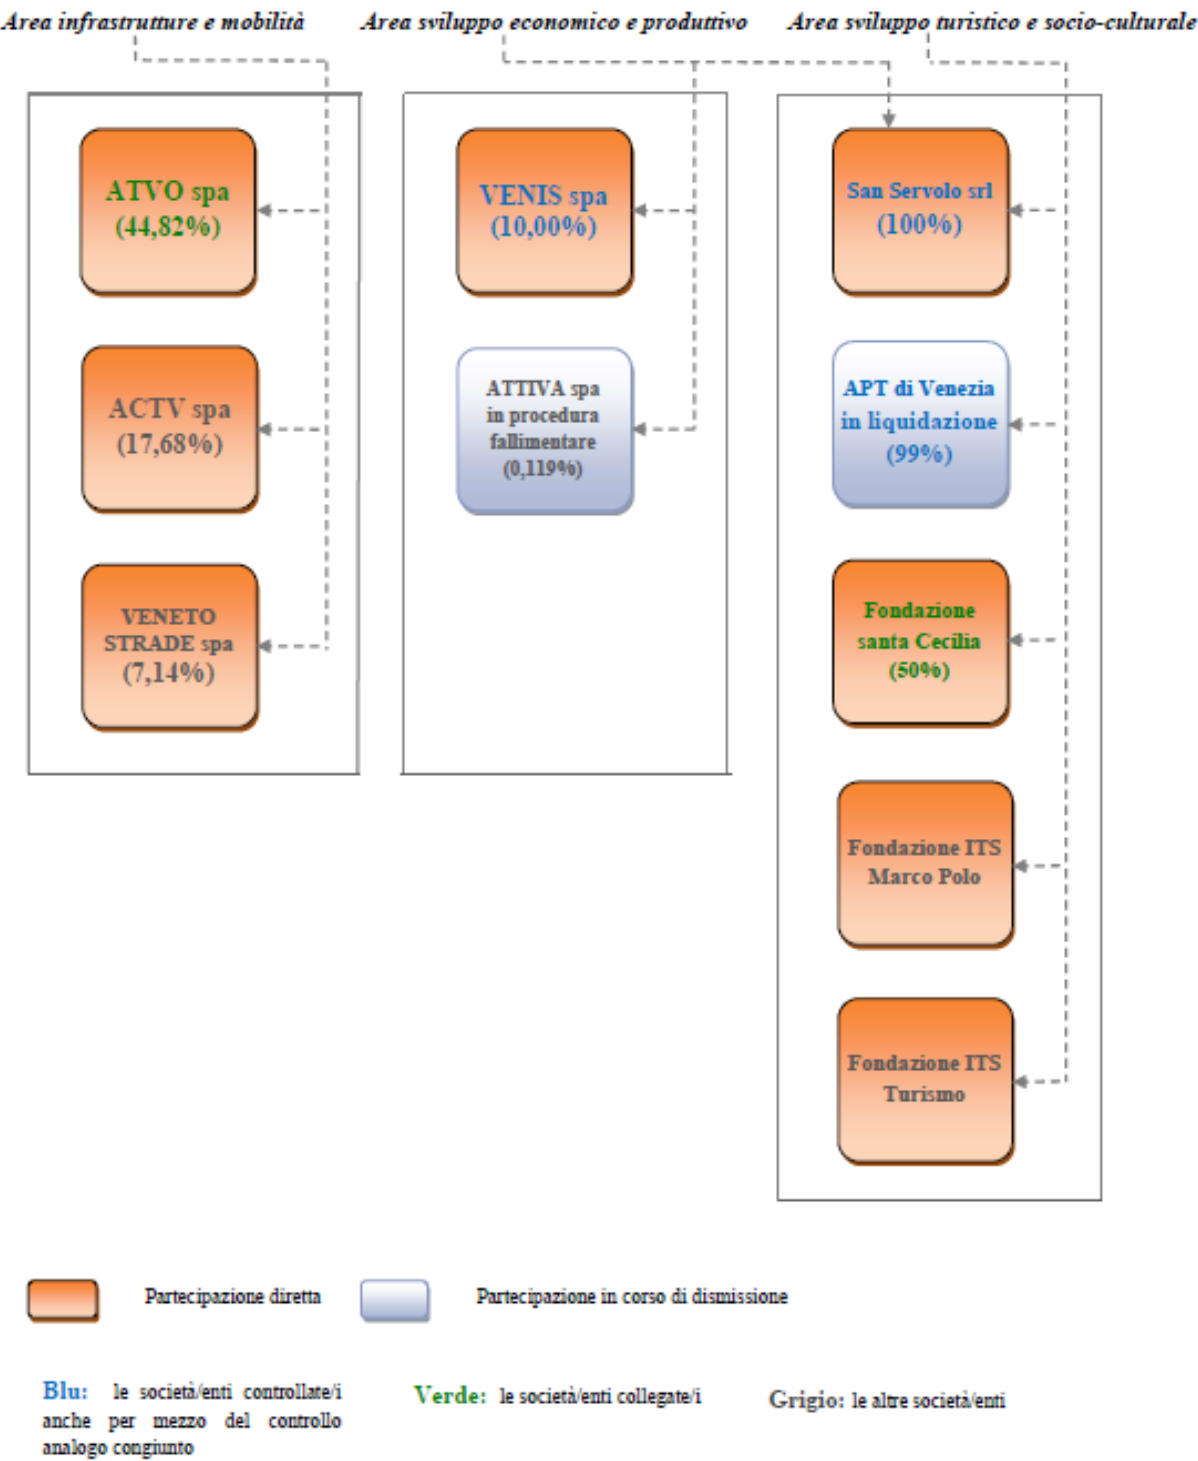 Area infrastrutture e mobilità
Area sviluppo economico e produttivo
Area sviluppo turistico e socio-culturale
ATVO spa
(44,82%)
ACTV spa
(17,68%)
VENETO
STRADE spa
(7,14%)
VENIS spa
(10,00%)
ATTIVA spa
in procedura
fallimentare
(0,119%)
San Servolo srl
(100%)
APT di Venezia
in liquidazione
(99%)
Fondazione
santa Cecilia
(50%)
Fondazione ITS
Marco Polo
Fondazione ITS
Turismo
Partecipazione diretta
Partecipazione in corso di dismissione
Blu: le società/enti controllate/i
anche per mezzo del controllo
analogo congiunto
Verde: le società/enti collegate/i
Grigio: le altre società/enti